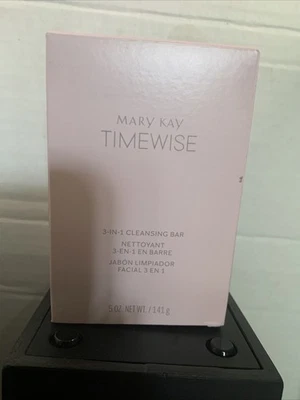 MARY KAY
TIMEWISE
3-IN-1 CLEANSING BAR
NETTOYANT
3-EN-1 EN BARRE
JABÓN LIMPIADOR
FACIAL 3 EN 1
5 OZ. NET WT. / 141 g